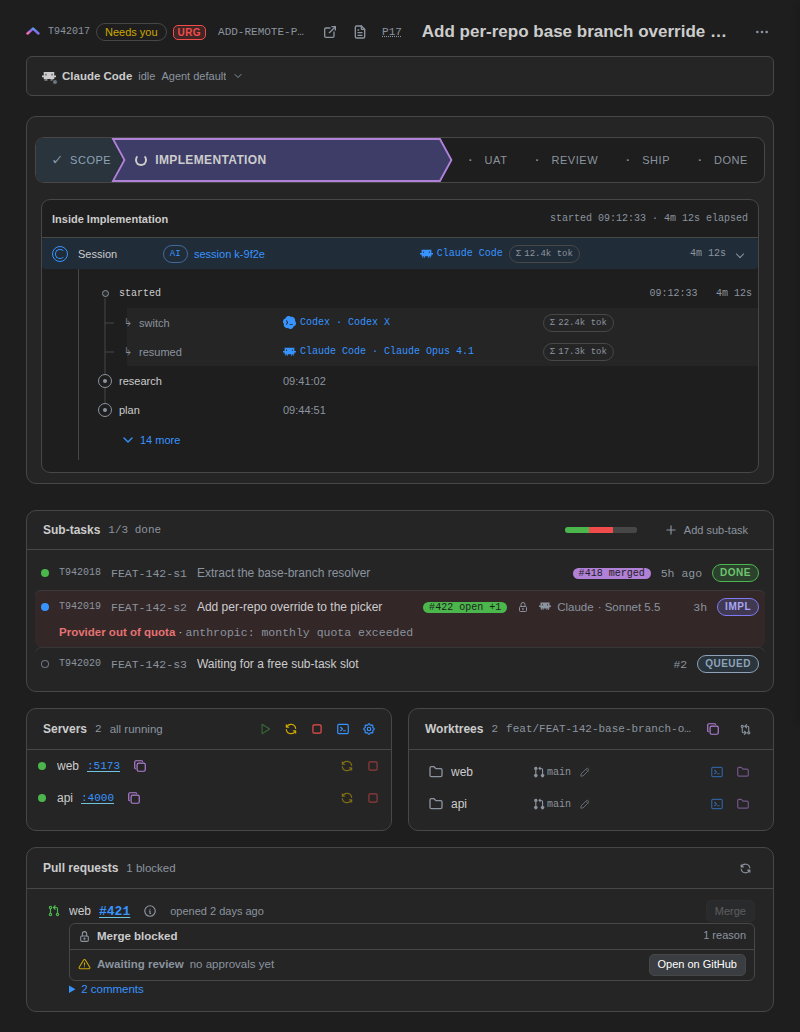 T942017 Needs you URG ADD-REMOTE-P… P17 Add per-repo base branch override …
Claude Code idle Agent default
SCOPE IMPLEMENTATION · UAT · REVIEW · SHIP · DONE
Inside Implementation started 09:12:33 · 4m 12s elapsed
Session AI session k-9f2e Claude Code Σ 12.4k tok 4m 12s
started 09:12:33 4m 12s
↳ switch Codex · Codex X Σ 22.4k tok
↳ resumed Claude Code · Claude Opus 4.1 Σ 17.3k tok
research 09:41:02
plan 09:44:51
14 more
Sub-tasks 1/3 done Add sub-task
T942018 FEAT-142-s1 Extract the base-branch resolver #418 merged 5h ago DONE
T942019 FEAT-142-s2 Add per-repo override to the picker #422 open +1 Claude · Sonnet 5.5 3h IMPL
Provider out of quota · anthropic: monthly quota exceeded
T942020 FEAT-142-s3 Waiting for a free sub-task slot #2 QUEUED
Servers 2 all running
web :5173
api :4000
Worktrees 2 feat/FEAT-142-base-branch-o…
web main
api main
Pull requests 1 blocked
web #421 opened 2 days ago Merge
Merge blocked 1 reason
Awaiting review no approvals yet Open on GitHub
2 comments